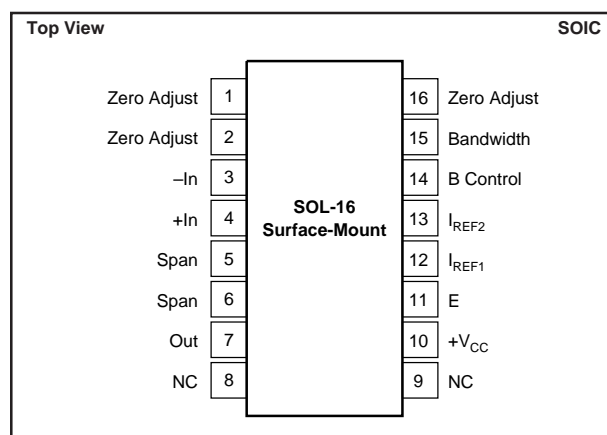 Top View
SOIC
Zero Adjust 1
Zero Adjust 2
–In 3
+In 4
Span 5
Span 6
Out 7
NC 8
SOL-16
Surface-Mount
16 Zero Adjust
15 Bandwidth
14 B Control
13 IREF2
12 IREF1
11 E
10 +VCC
9 NC